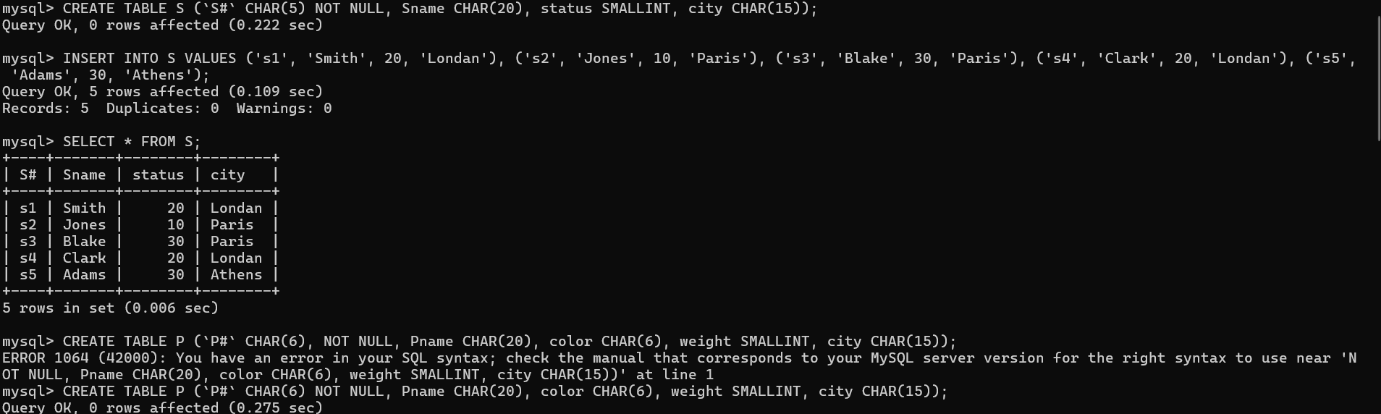 mysql> CREATE TABLE S (`S#` CHAR(5) NOT NULL, Sname CHAR(20), status SMALLINT, city CHAR(15));
Query OK, 0 rows affected (0.222 sec)
mysql> INSERT INTO S VALUES ('s1', 'Smith', 20, 'Londan'), ('s2', 'Jones', 10, 'Paris'), ('s3', 'Blake', 30, 'Paris'), ('s4', 'Clark', 20, 'Londan'), ('s5',
 'Adams', 30, 'Athens');
Query OK, 5 rows affected (0.109 sec)
Records: 5  Duplicates: 0  Warnings: 0
mysql> SELECT * FROM S;
+----+-------+--------+--------+
| S# | Sname | status | city   |
+----+-------+--------+--------+
| s1 | Smith |     20 | Londan |
| s2 | Jones |     10 | Paris  |
| s3 | Blake |     30 | Paris  |
| s4 | Clark |     20 | Londan |
| s5 | Adams |     30 | Athens |
+----+-------+--------+--------+
5 rows in set (0.006 sec)
mysql> CREATE TABLE P (`P#` CHAR(6), NOT NULL, Pname CHAR(20), color CHAR(6), weight SMALLINT, city CHAR(15));
ERROR 1064 (42000): You have an error in your SQL syntax; check the manual that corresponds to your MySQL server version for the right syntax to use near 'N
OT NULL, Pname CHAR(20), color CHAR(6), weight SMALLINT, city CHAR(15))' at line 1
mysql> CREATE TABLE P (`P#` CHAR(6) NOT NULL, Pname CHAR(20), color CHAR(6), weight SMALLINT, city CHAR(15));
Query OK, 0 rows affected (0.275 sec)